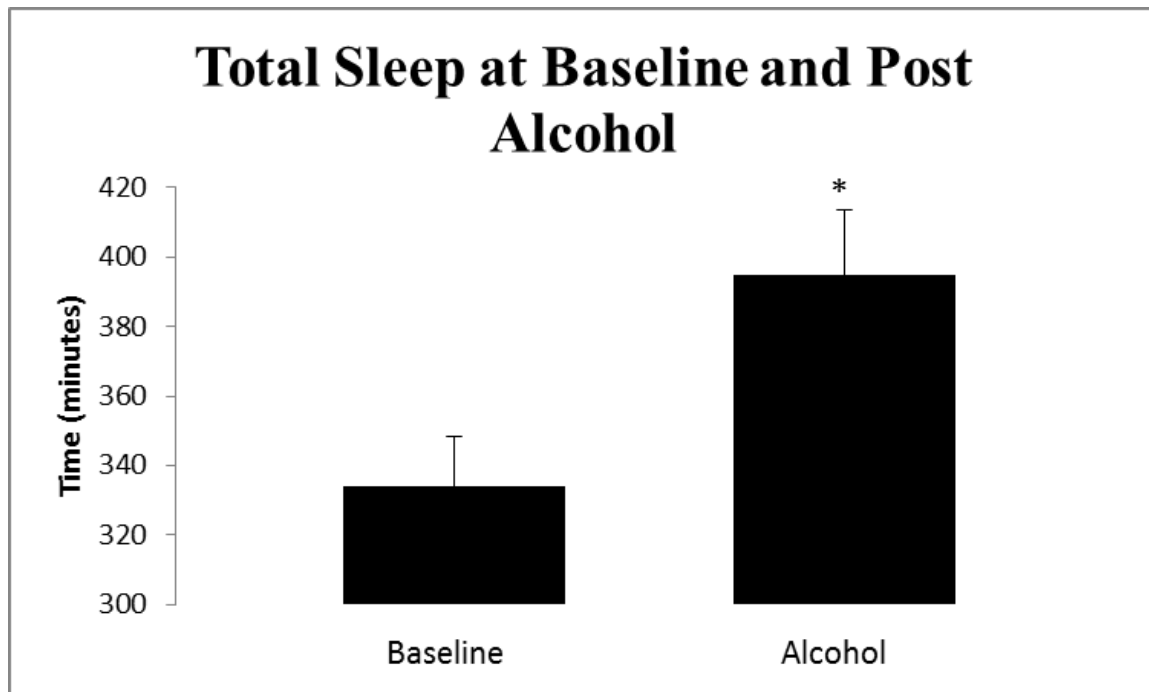 Total Sleep at Baseline and Post
Alcohol
Time (minutes)
420
400
380
360
340
320
300
*
Baseline
Alcohol